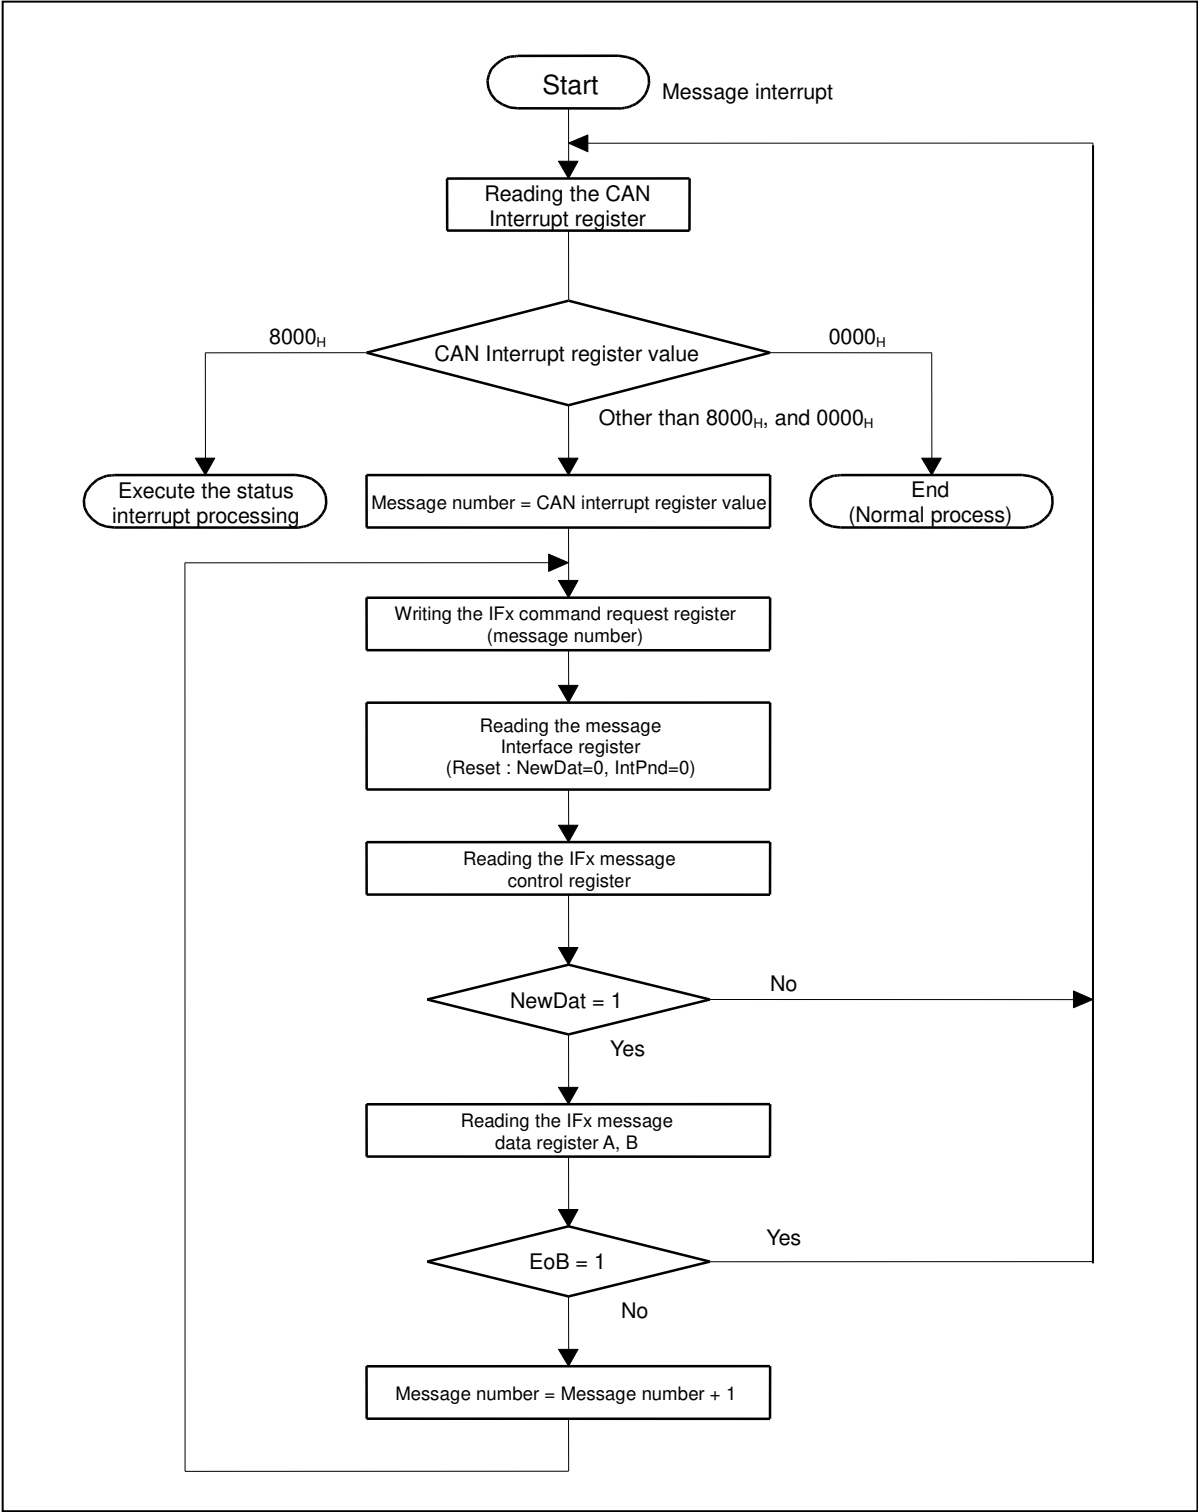 Start
Message interrupt
Reading the CAN
Interrupt register
8000H
CAN Interrupt register value
0000H
Other than 8000H, and 0000H
Execute the status
interrupt processing
Message number = CAN interrupt register value
End
(Normal process)
Writing the IFx command request register
(message number)
Reading the message
Interface register
(Reset : NewDat=0, IntPnd=0)
Reading the IFx message
control register
NewDat = 1
No
Yes
Reading the IFx message
data register A, B
EoB = 1
Yes
No
Message number = Message number + 1